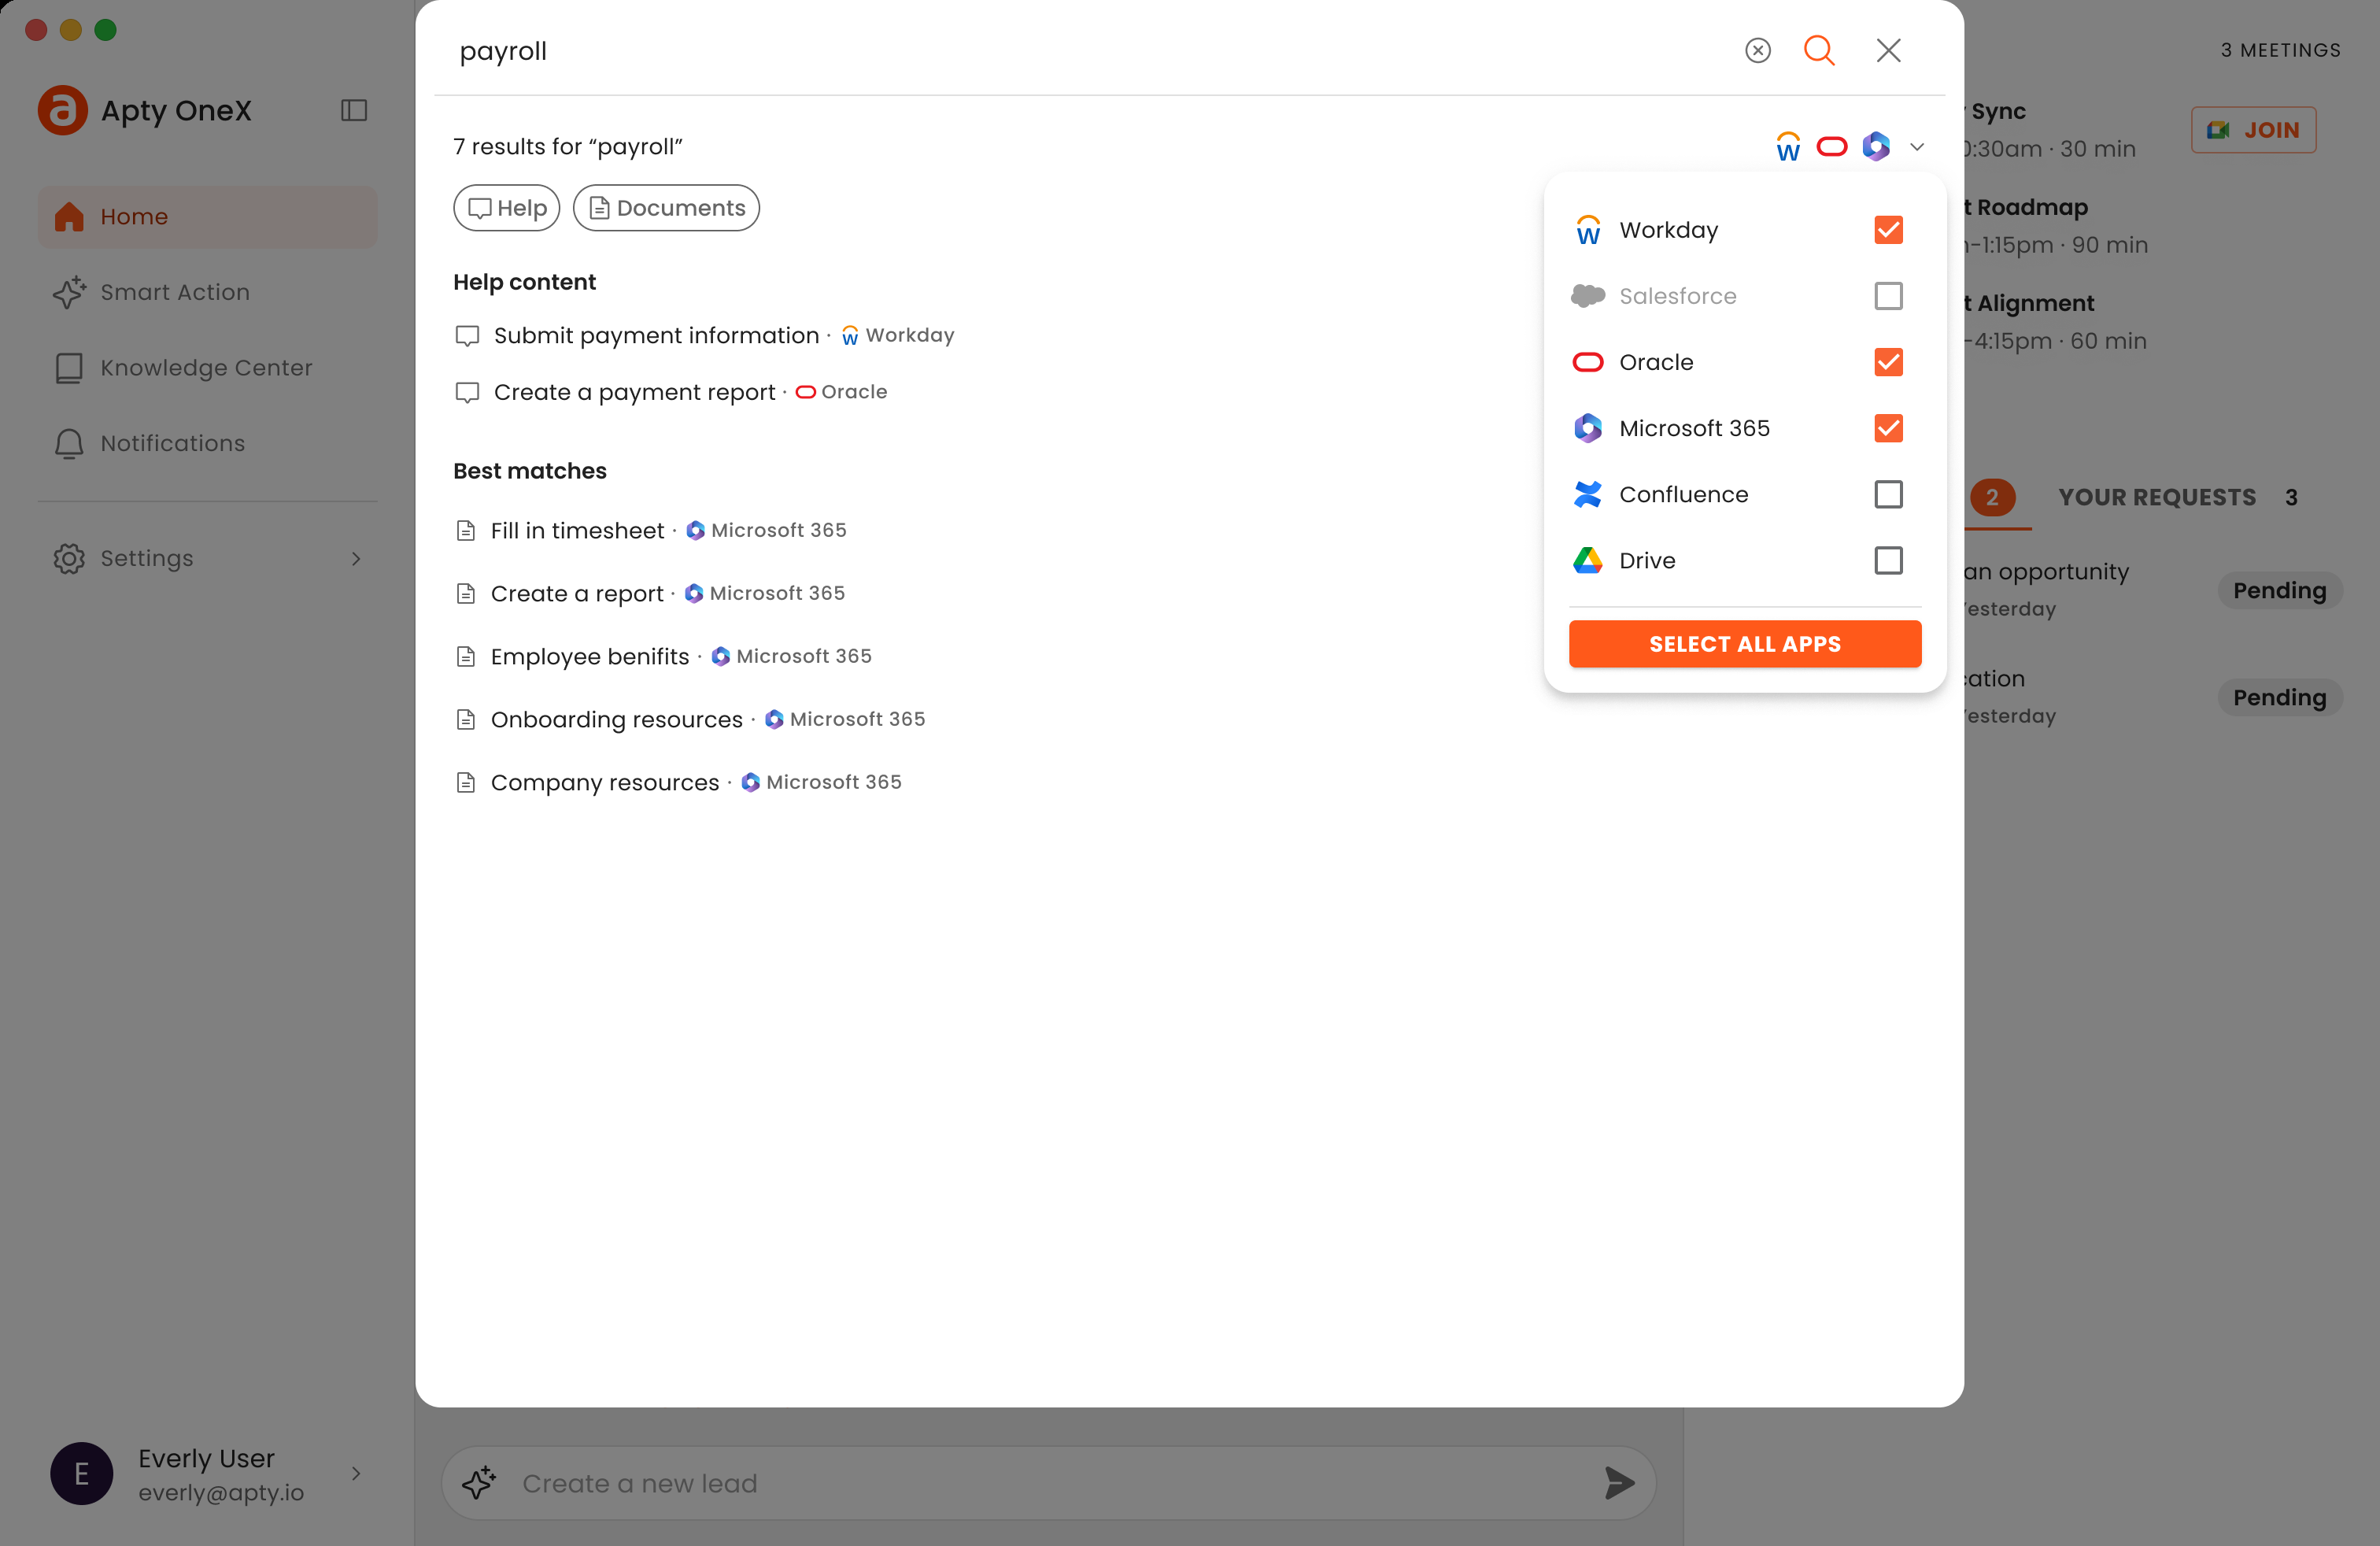 Apty OneX
Home
Smart Action
Knowledge Center
Notifications
Settings
Everly User
everly@apty.io
E
payroll
7 results for “payroll”
Help
Documents
Help content
Submit payment information · Workday
Create a payment report · Oracle
Best matches
Fill in timesheet · Microsoft 365
Create a report · Microsoft 365
Employee benifits · Microsoft 365
Onboarding resources · Microsoft 365
Company resources · Microsoft 365
Workday
Salesforce
Oracle
Microsoft 365
Confluence
Drive
SELECT ALL APPS
Create a new lead
3 MEETINGS
Sync
JOIN
0:30am · 30 min
Roadmap
-1:15pm · 90 min
Alignment
-4:15pm · 60 min
2
YOUR REQUESTS 3
an opportunity
Pending
Yesterday
Pending
Yesterday